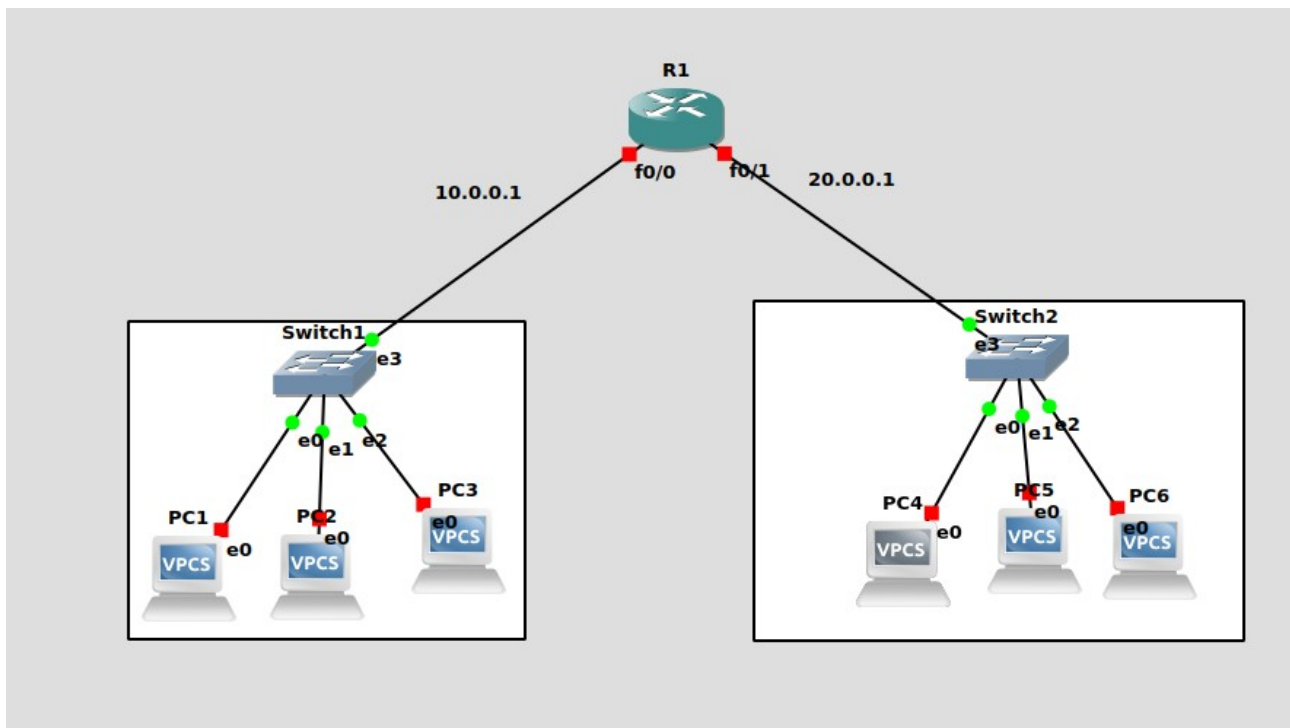 R1
f0/0
f0/1
10.0.0.1
20.0.0.1
Switch1
e3
e0
e1
e2
PC1
e0
VPCS
PC2
e0
VPCS
PC3
e0
VPCS
Switch2
e3
e0
e1
e2
PC4
e0
VPCS
PC5
e0
VPCS
PC6
e0
VPCS